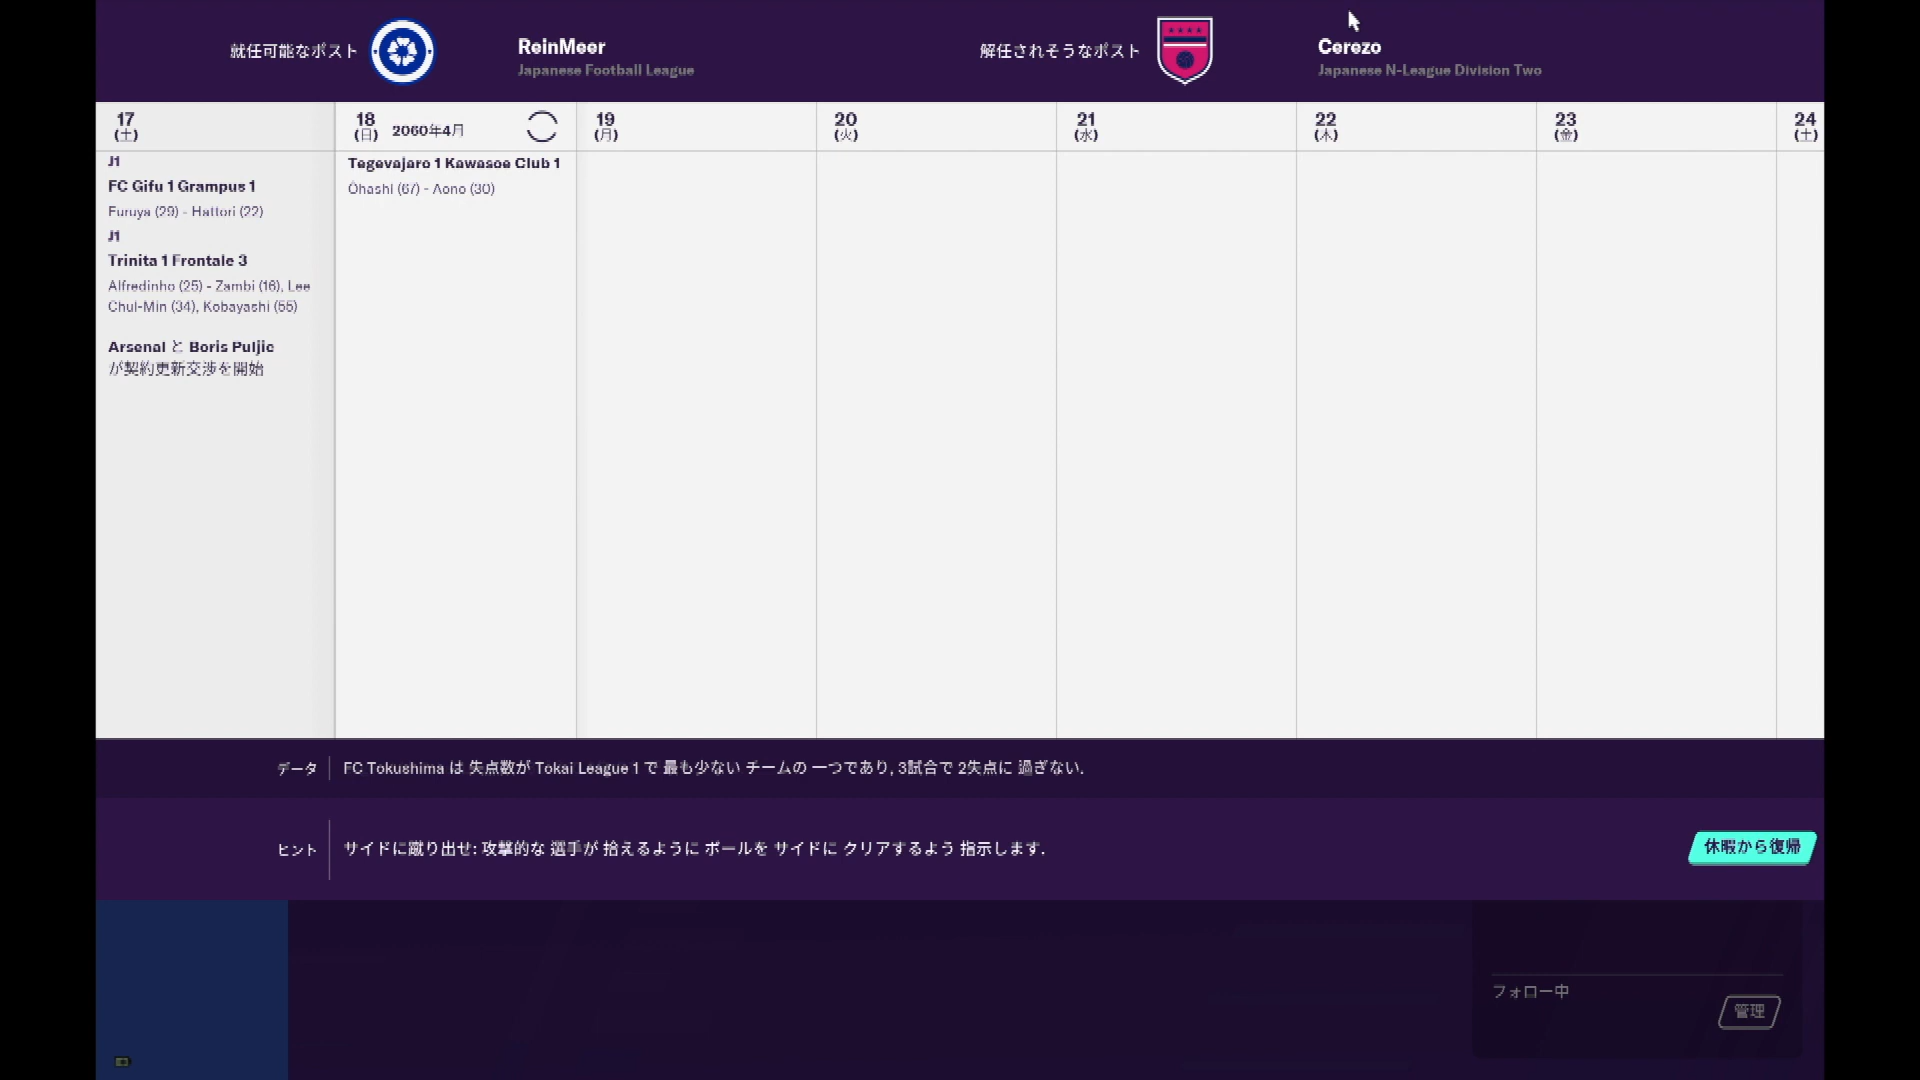 就任可能なポスト
ReinMeer
Japanese Football League
解任されそうなポスト
Cerezo
Japanese N-League Division Two
17
(土)
18
(日)
2060年4月
19
(月)
20
(火)
21
(水)
22
(木)
23
(金)
24
(土)
J1
FC Gifu 1 Grampus 1
Furuya (29) - Hattori (22)
J1
Trinita 1 Frontale 3
Alfredinho (25) - Zambi (16), Lee
Chul-Min (34), Kobayashi (55)
Arsenal と Boris Puljic
が契約更新交渉を開始
Tegevajaro 1 Kawasoe Club 1
Ohashi (67) - Aono (30)
データ
FC Tokushima は 失点数が Tokai League 1 で 最も少ない チームの 一つであり, 3試合で 2失点に 過ぎない.
ヒント
サイドに蹴り出せ: 攻撃的な 選手が 拾えるように ボールを サイドに クリアするよう 指示します.
休暇から復帰
フォロー中
管理